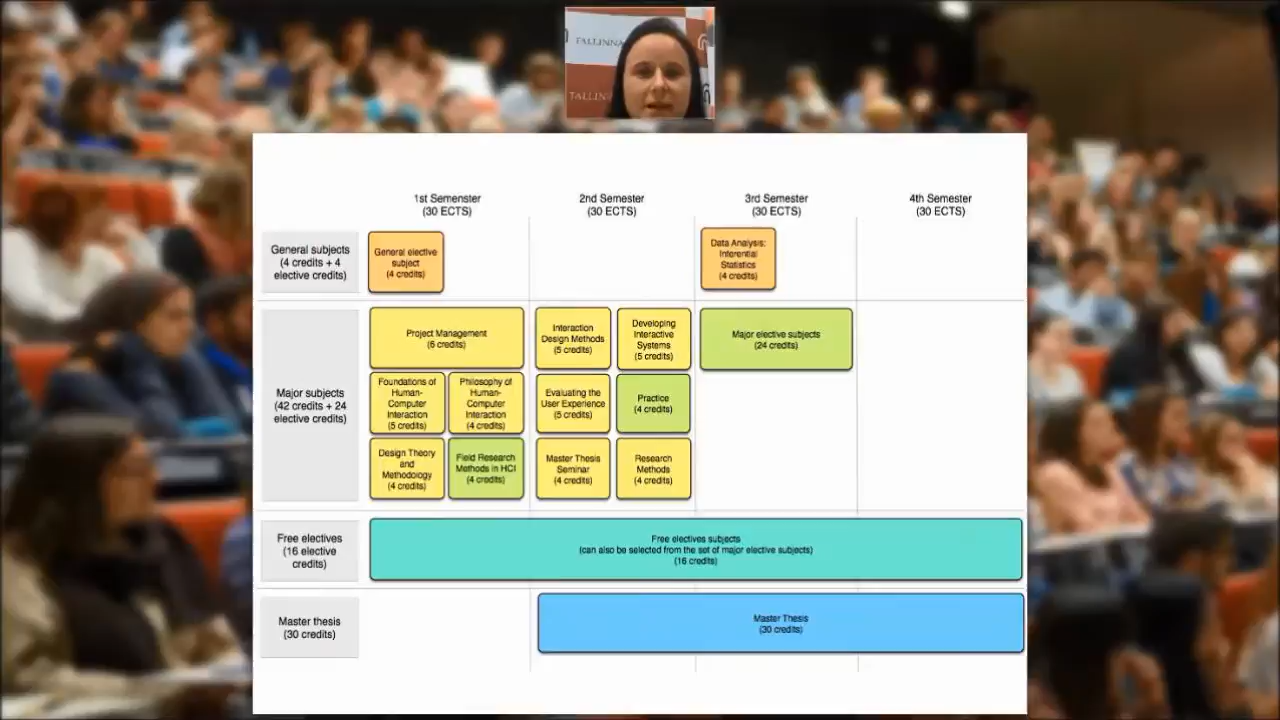 TALLINNA
TALLINN
1st Semenster
(30 ECTS)
2nd Semester
(30 ECTS)
3rd Semester
(30 ECTS)
4th Semester
(30 ECTS)
General subjects
(4 credits + 4
elective credits)
General elective
subject
(4 credits)
Data Analysis:
Inferential
Statistics
(4 credits)
Major subjects
(42 credits + 24
elective credits)
Project Management
(6 credits)
Interaction
Design Methods
(5 credits)
Developing
Interactive
Systems
(5 credits)
Major elective subjects
(24 credits)
Foundations of
Human-
Computer
Interaction
(5 credits)
Philosophy of
Human-
Computer
Interaction
(4 credits)
Evaluating the
User Experience
(5 credits)
Practice
(4 credits)
Design Theory
and
Methodology
(4 credits)
Field Research
Methods in HCI
(4 credits)
Master Thesis
Seminar
(4 credits)
Research
Methods
(4 credits)
Free electives
(16 elective
credits)
Free electives subjects
(can also be selected from the set of major elective subjects)
(16 credits)
Master thesis
(30 credits)
Master Thesis
(30 credits)